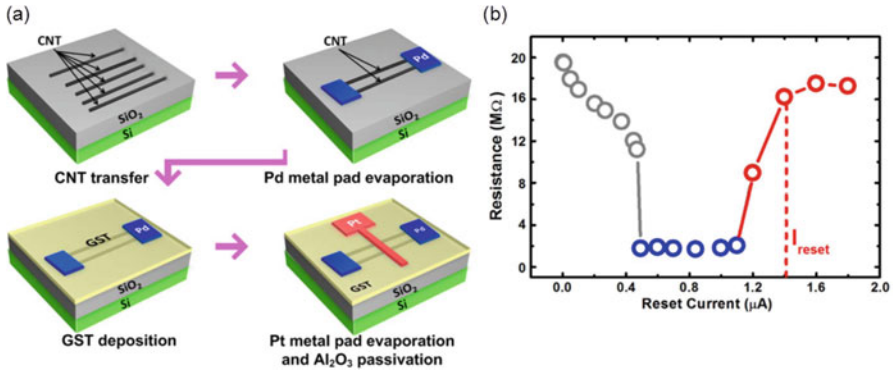 (a)
CNT
SiO₂
Si
CNT transfer
CNT
Pd
SiO₂
Si
Pd metal pad evaporation
GST
Pd
SiO₂
Si
GST deposition
Pt
Pd
GST
SiO₂
Si
Pt metal pad evaporation
and Al₂O₃ passivation
(b)
Resistance (MΩ)
20
16
12
8
4
0
I reset
0.0 0.4 0.8 1.2 1.6 2.0
Reset Current (μA)